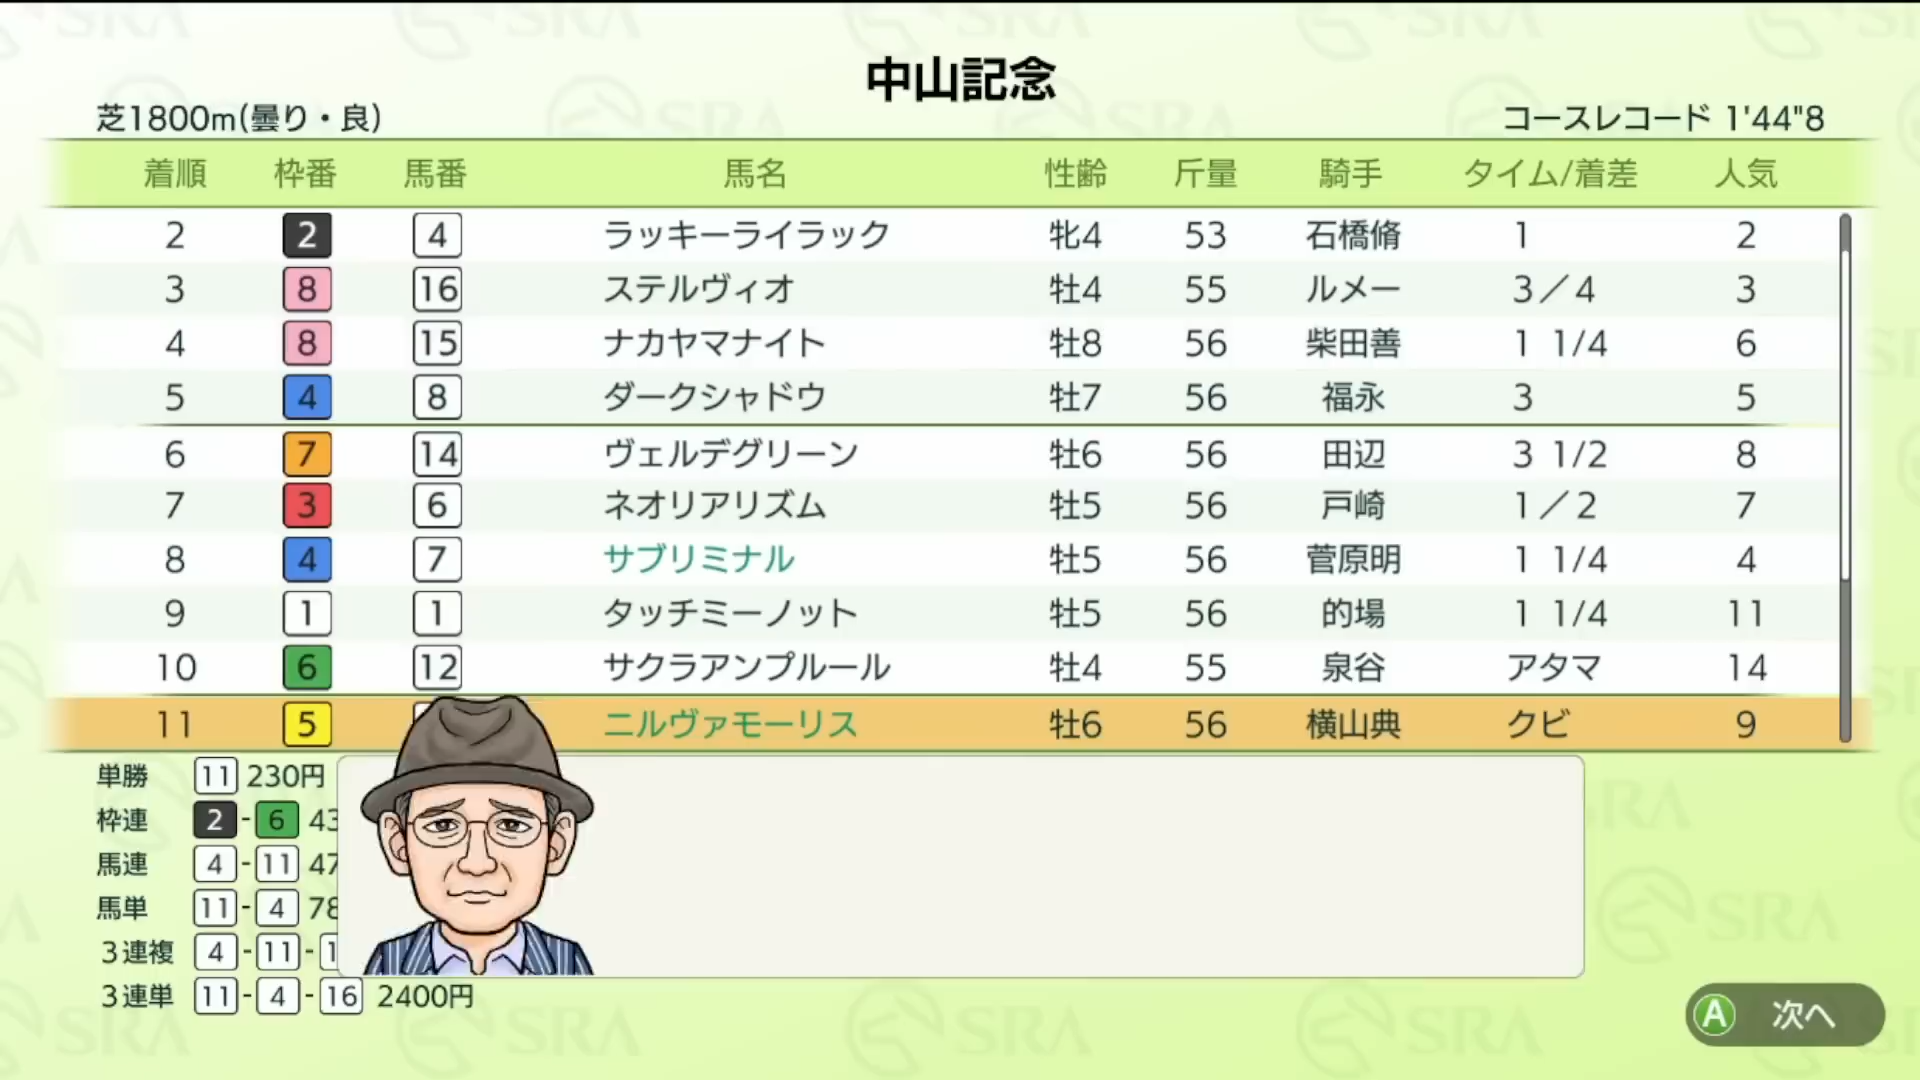 中山記念
芝1800m(曇り・良) コースレコード 1'44"8
着順 枠番 馬番 馬名 性齢 斤量 騎手 タイム/着差 人気
2 2 4 ラッキーライラック 牝4 53 石橋脩 1 2
3 8 16 ステルヴィオ 牡4 55 ルメー 3／4 3
4 8 15 ナカヤマナイト 牡8 56 柴田善 1 1/4 6
5 4 8 ダークシャドウ 牡7 56 福永 3 5
6 7 14 ヴェルデグリーン 牡6 56 田辺 3 1/2 8
7 3 6 ネオリアリズム 牡5 56 戸崎 1／2 7
8 4 7 サブリミナル 牡5 56 菅原明 1 1/4 4
9 1 1 タッチミーノット 牡5 56 的場 1 1/4 11
10 6 12 サクラアンプルール 牡4 55 泉谷 アタマ 14
11 5 ニルヴァモーリス 牡6 56 横山典 クビ 9
単勝 11 230円
枠連 2-6 43
馬連 4-11 47
馬単 11-4 78
3連複 4-11-1
3連単 11-4-16 2400円
A 次へ